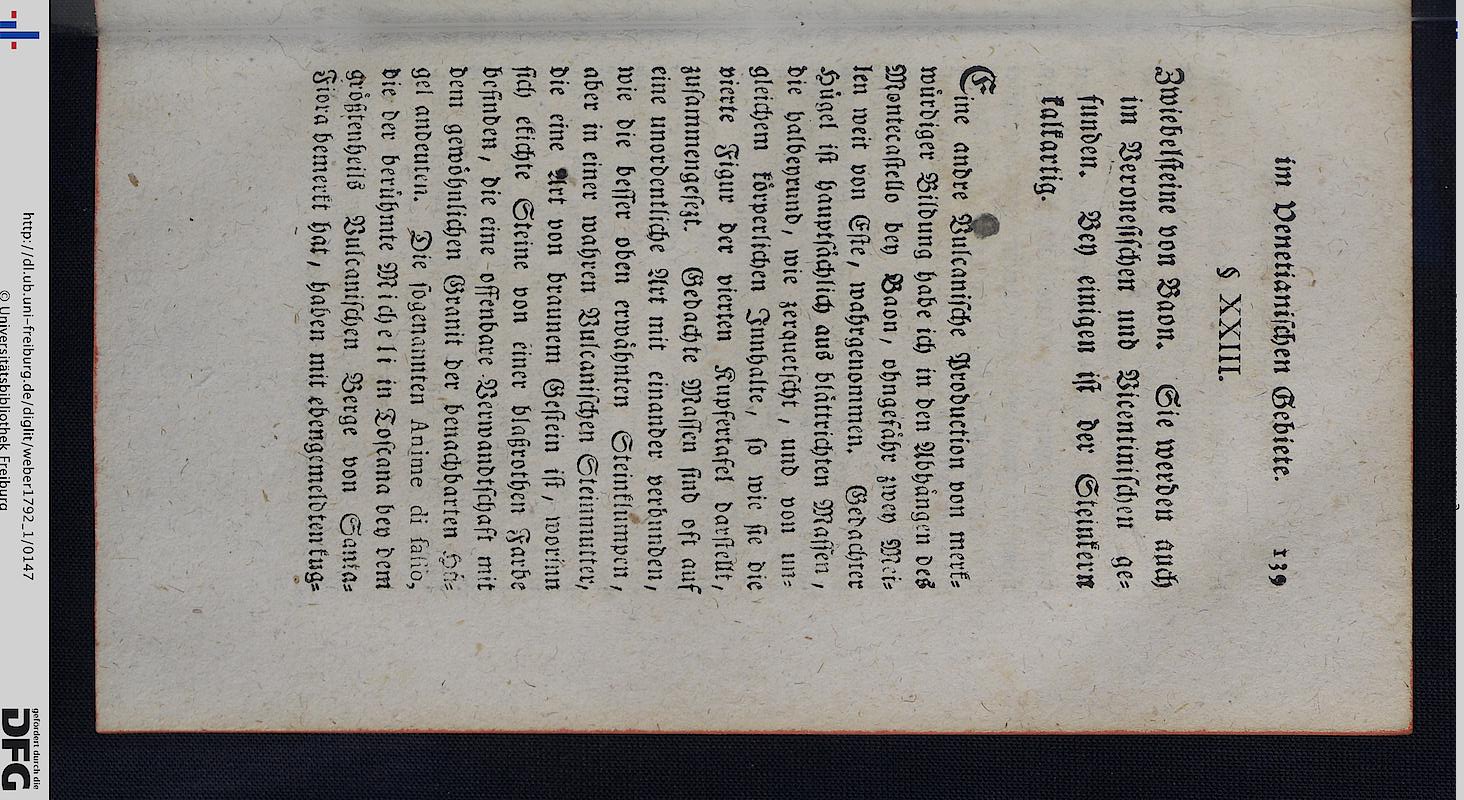 im Venetianischen Gebiete. 139
§ XXIII.
Zwiebelsteine von Baon. Sie werden auch
im Veronesischen und Vicentinischen ge-
funden. Bey einigen ist der Steinkern
kalkartig.
Eine andre Vulcanische Production von merk-
würdiger Bildung habe ich in den Abhängen des
Montecastello bey Baon, ohngefähr zwey Mei-
len weit von Este, wahrgenommen. Gedachter
Hügel ist hauptsächlich aus blättrichten Massen,
die halbeyrund, wie zerquetscht, und von un-
gleichem körperlichen Innhalte, so wie sie die
vierte Figur der vierten Kupfertafel darstellt,
zusammengesezt. Gedachte Massen sind oft auf
eine unordentliche Art mit einander verbunden,
wie die besser oben erwähnten Steinklumpen,
aber in einer wahren Vulcanischen Steinmutter,
die eine Art von braunem Gestein ist, worinn
sich etichte Steine von einer blaßrothen Farbe
befinden, die eine offenbare Verwandtschaft mit
dem gewöhnlichen Granit der benachbarten Hü-
gel andeuten. Die sogenannten Anime di sasso,
die der berühmte Micheli in Toscana bey dem
größtenheils Vulcanischen Berge von Santa-
Fiora bemerkt hat, haben mit ebengemeldten kug-
http://dl.ub.uni-freiburg.de/diglit/weber1792_1/0147
© Universitätsbibliothek Freiburg
gefördert durch die
DFG